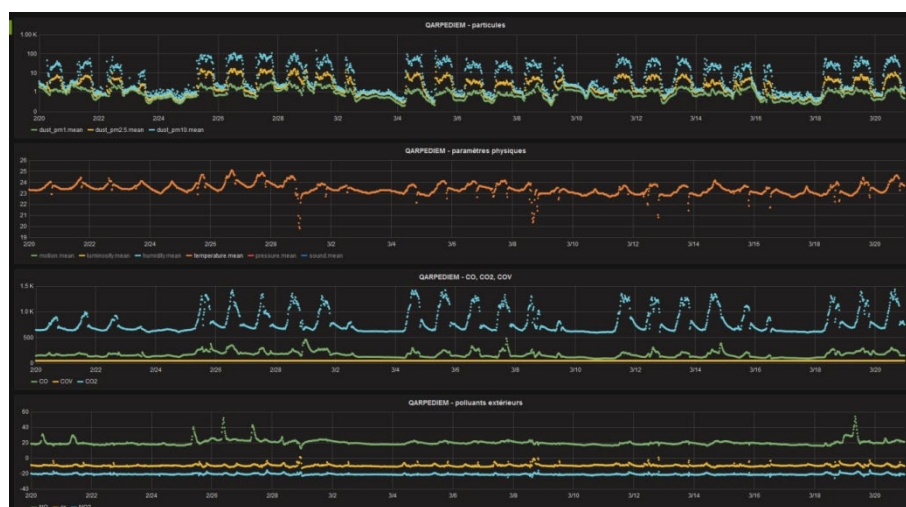 QARPEDIEM - particules
1.00 K
100
10
1
0
2/20 2/22 2/24 2/26 2/28 3/2 3/4 3/6 3/8 3/10 3/12 3/14 3/16 3/18 3/20
dust_pm1.mean dust_pm2.5.mean dust_pm10.mean
QARPEDIEM - paramètres physiques
26
25
24
23
22
21
20
19
2/20 2/22 2/24 2/26 2/28 3/2 3/4 3/6 3/8 3/10 3/12 3/14 3/16 3/18 3/20
motion.mean luminosity.mean humidity.mean temperature.mean pressure.mean sound.mean
QARPEDIEM - CO, CO2, COV
1.5 K
1.0 K
500
0
2/20 2/22 2/24 2/26 2/28 3/2 3/4 3/6 3/8 3/10 3/12 3/14 3/16 3/18 3/20
CO COV CO2
QARPEDIEM - polluants extérieurs
60
40
20
0
-20
-40
2/20 2/22 2/24 2/26 2/28 3/2 3/4 3/6 3/8 3/10 3/12 3/14 3/16 3/18 3/20